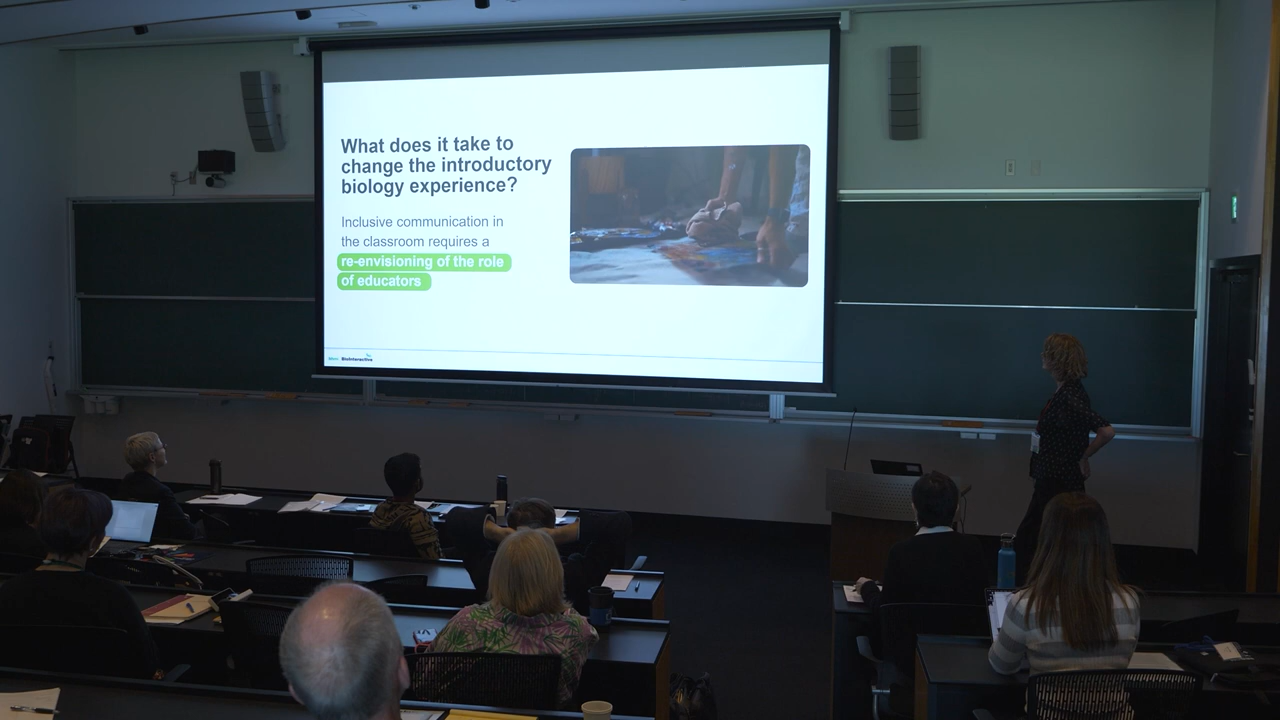 What does it take to
change the introductory
biology experience?
Inclusive communication in
the classroom requires a
re-envisioning of the role
of educators
BioInteractive